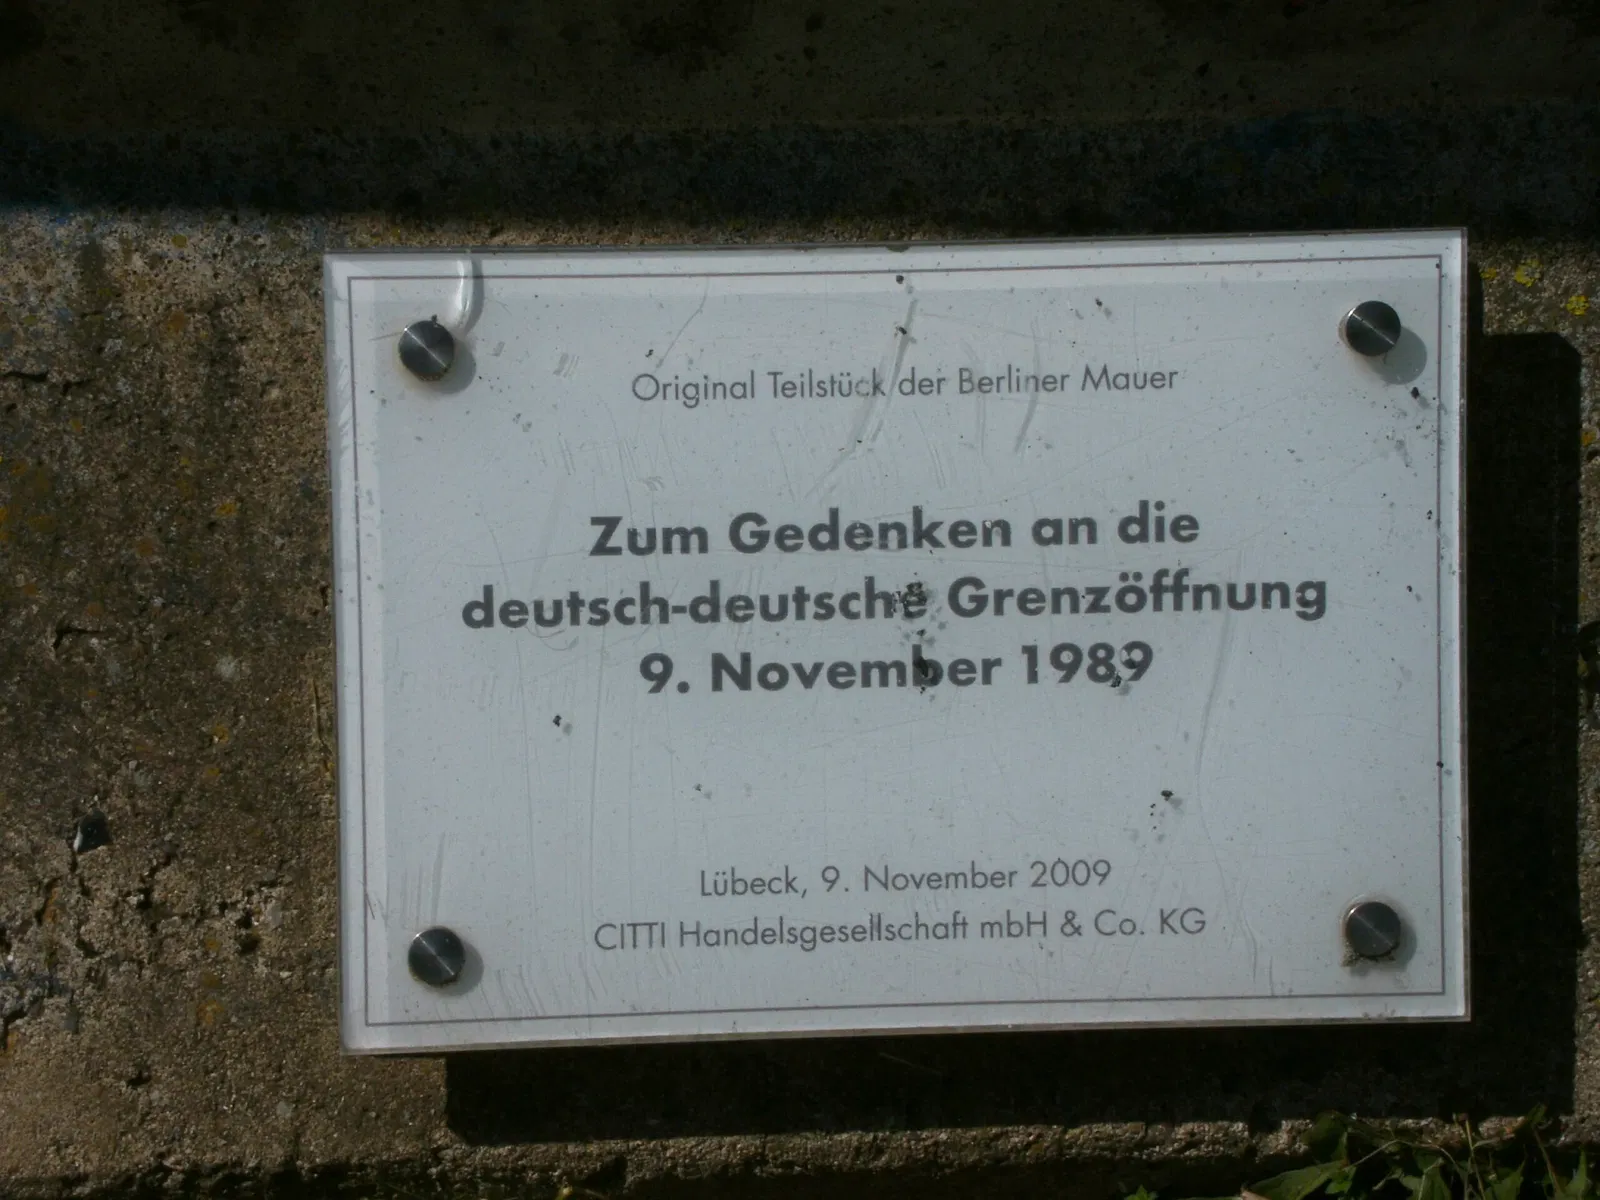 Original Teilstück der Berliner Mauer
Zum Gedenken an die
deutsch-deutsche Grenzöffnung
9. November 1989
Lübeck, 9. November 2009
CITTI Handelsgesellschaft mbH & Co. KG